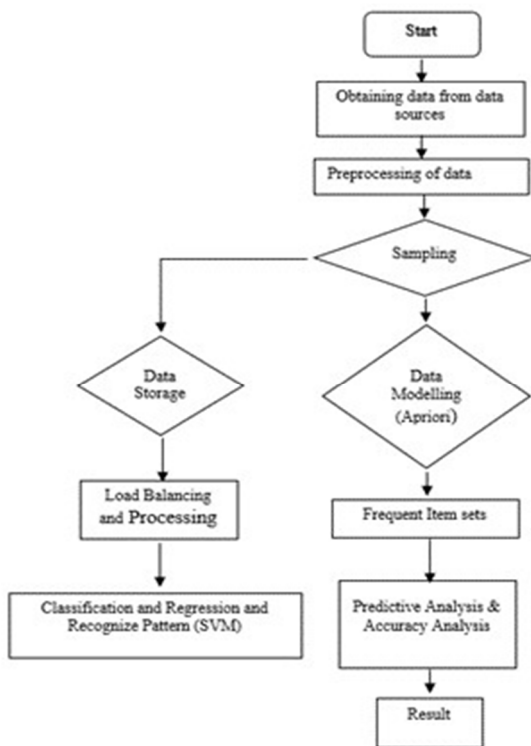 Start
Obtaining data from data
sources
Preprocessing of data
Sampling
Data
Storage
Data
Modelling
(Apriori)
Load Balancing
and Processing
Frequent Item sets
Classification and Regression and
Recognize Pattern (SVM)
Predictive Analysis &
Accuracy Analysis
Result